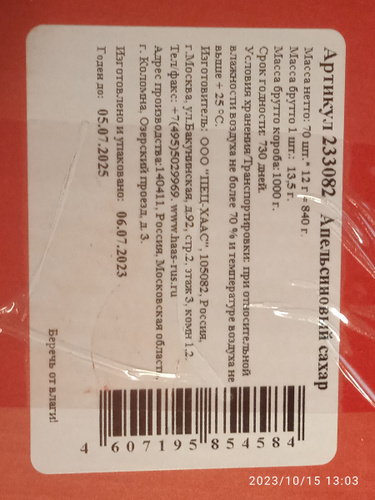 Артикул 233082 Апельсиновый сахар
Масса нетто: 70 шт.* 12 г = 840 г.
Масса брутто 1 шт.: 13,5 г.
Масса брутто короба: 1000 г.
Срок годности: 730 дней.
Условия хранения/Транспортировки: при относительной
влажности воздуха не более 70 % и температуре воздуха не
выше + 25 °С.
Изготовитель: ООО "ПЕЦ-ХААС", 105082, Россия,
г.Москва, ул.Бакунинская, д.92, стр.2, этаж 3, комн 1,2.
Тел/факс: +7(495)5029969. www.haas-rus.ru
Адрес производства:140411, Россия, Московская область,
г. Коломна, Озерский проезд, д. 3.
Изготовлено и упаковано: 06.07.2023
Годен до: 05.07.2025
Беречь от влаги!
4 607195 854584
2023/10/15 13:03